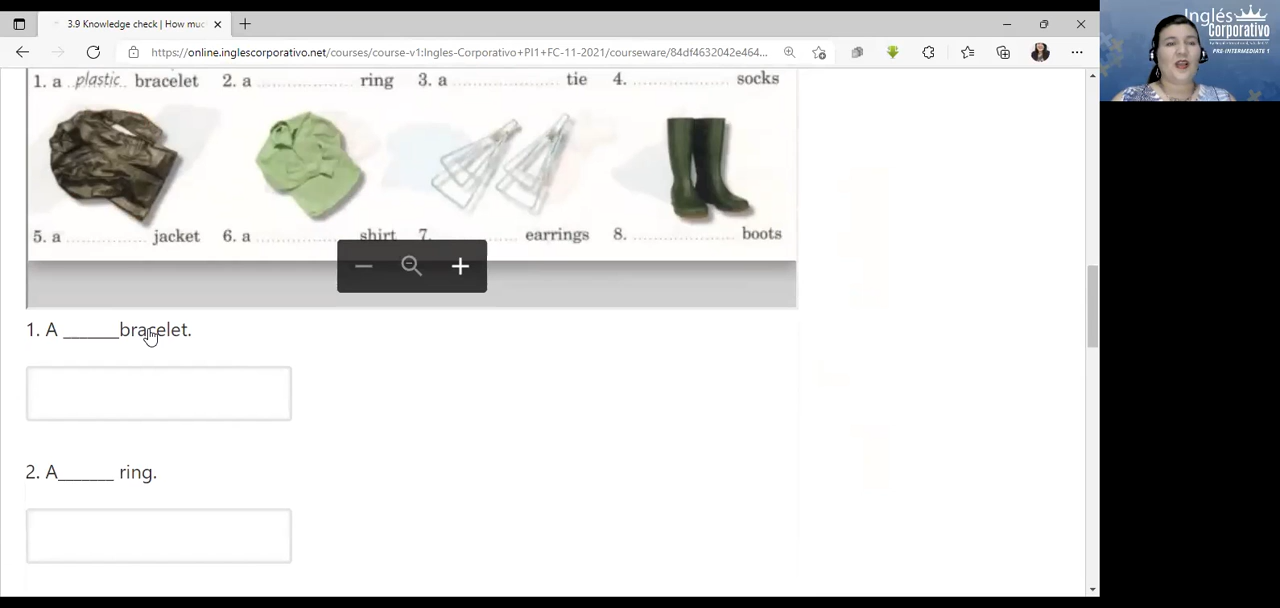 3.9 Knowledge check | How muc
https://online.inglescorporativo.net/courses/course-v1:Ingles-Corporativo+PI1+FC-11-2021/courseware/84df4632042e464...
Inglés
Corporativo
PRE-INTERMEDIATE 1
1. a ..plastic.. bracelet 2. a .................... ring 3. a .................... tie 4. .................... socks
5. a .................... jacket 6. a .................... shirt 7. .................... earrings 8. .................... boots
1. A ______bracelet.
2. A______ ring.